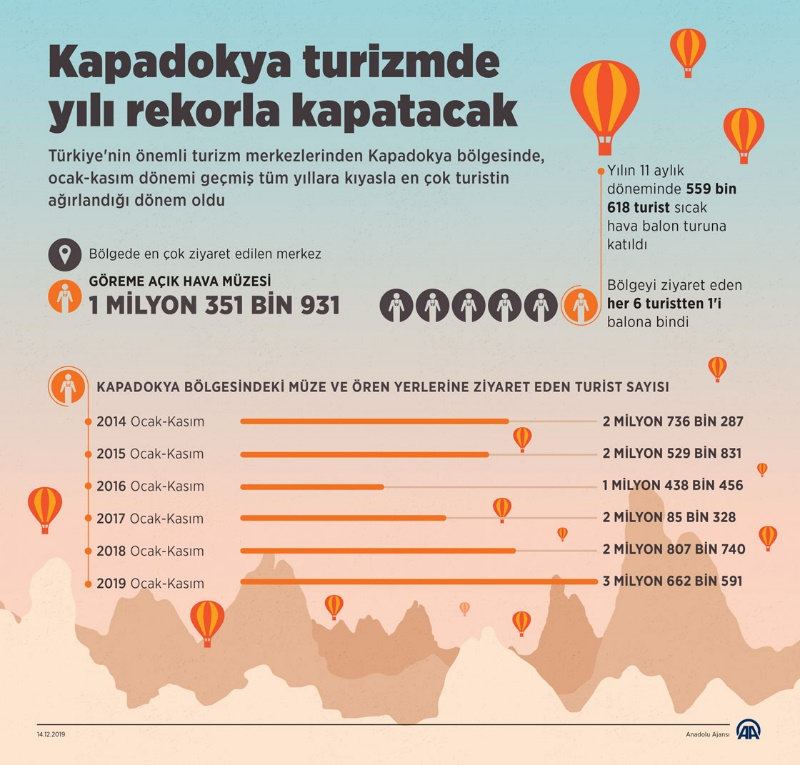 Kapadokya turizmde
yılı rekorla kapatacak
Türkiye'nin önemli turizm merkezlerinden Kapadokya bölgesinde,
ocak-kasım dönemi geçmiş tüm yıllara kıyasla en çok turistin
ağırlandığı dönem oldu
Bölgede en çok ziyaret edilen merkez
GÖREME AÇIK HAVA MÜZESİ
1 MİLYON 351 BİN 931
Yılın 11 aylık
döneminde 559 bin
618 turist sıcak
hava balon turuna
katıldı
Bölgeyi ziyaret eden
her 6 turistten 1'i
balona bindi
KAPADOKYA BÖLGESİNDEKİ MÜZE VE ÖREN YERLERİNE ZİYARET EDEN TURİST SAYISI
2014 Ocak-Kasım 2 MİLYON 736 BİN 287
2015 Ocak-Kasım 2 MİLYON 529 BİN 831
2016 Ocak-Kasım 1 MİLYON 438 BİN 456
2017 Ocak-Kasım 2 MİLYON 85 BİN 328
2018 Ocak-Kasım 2 MİLYON 807 BİN 740
2019 Ocak-Kasım 3 MİLYON 662 BİN 591
14.12.2019
Anadolu Ajansı AA